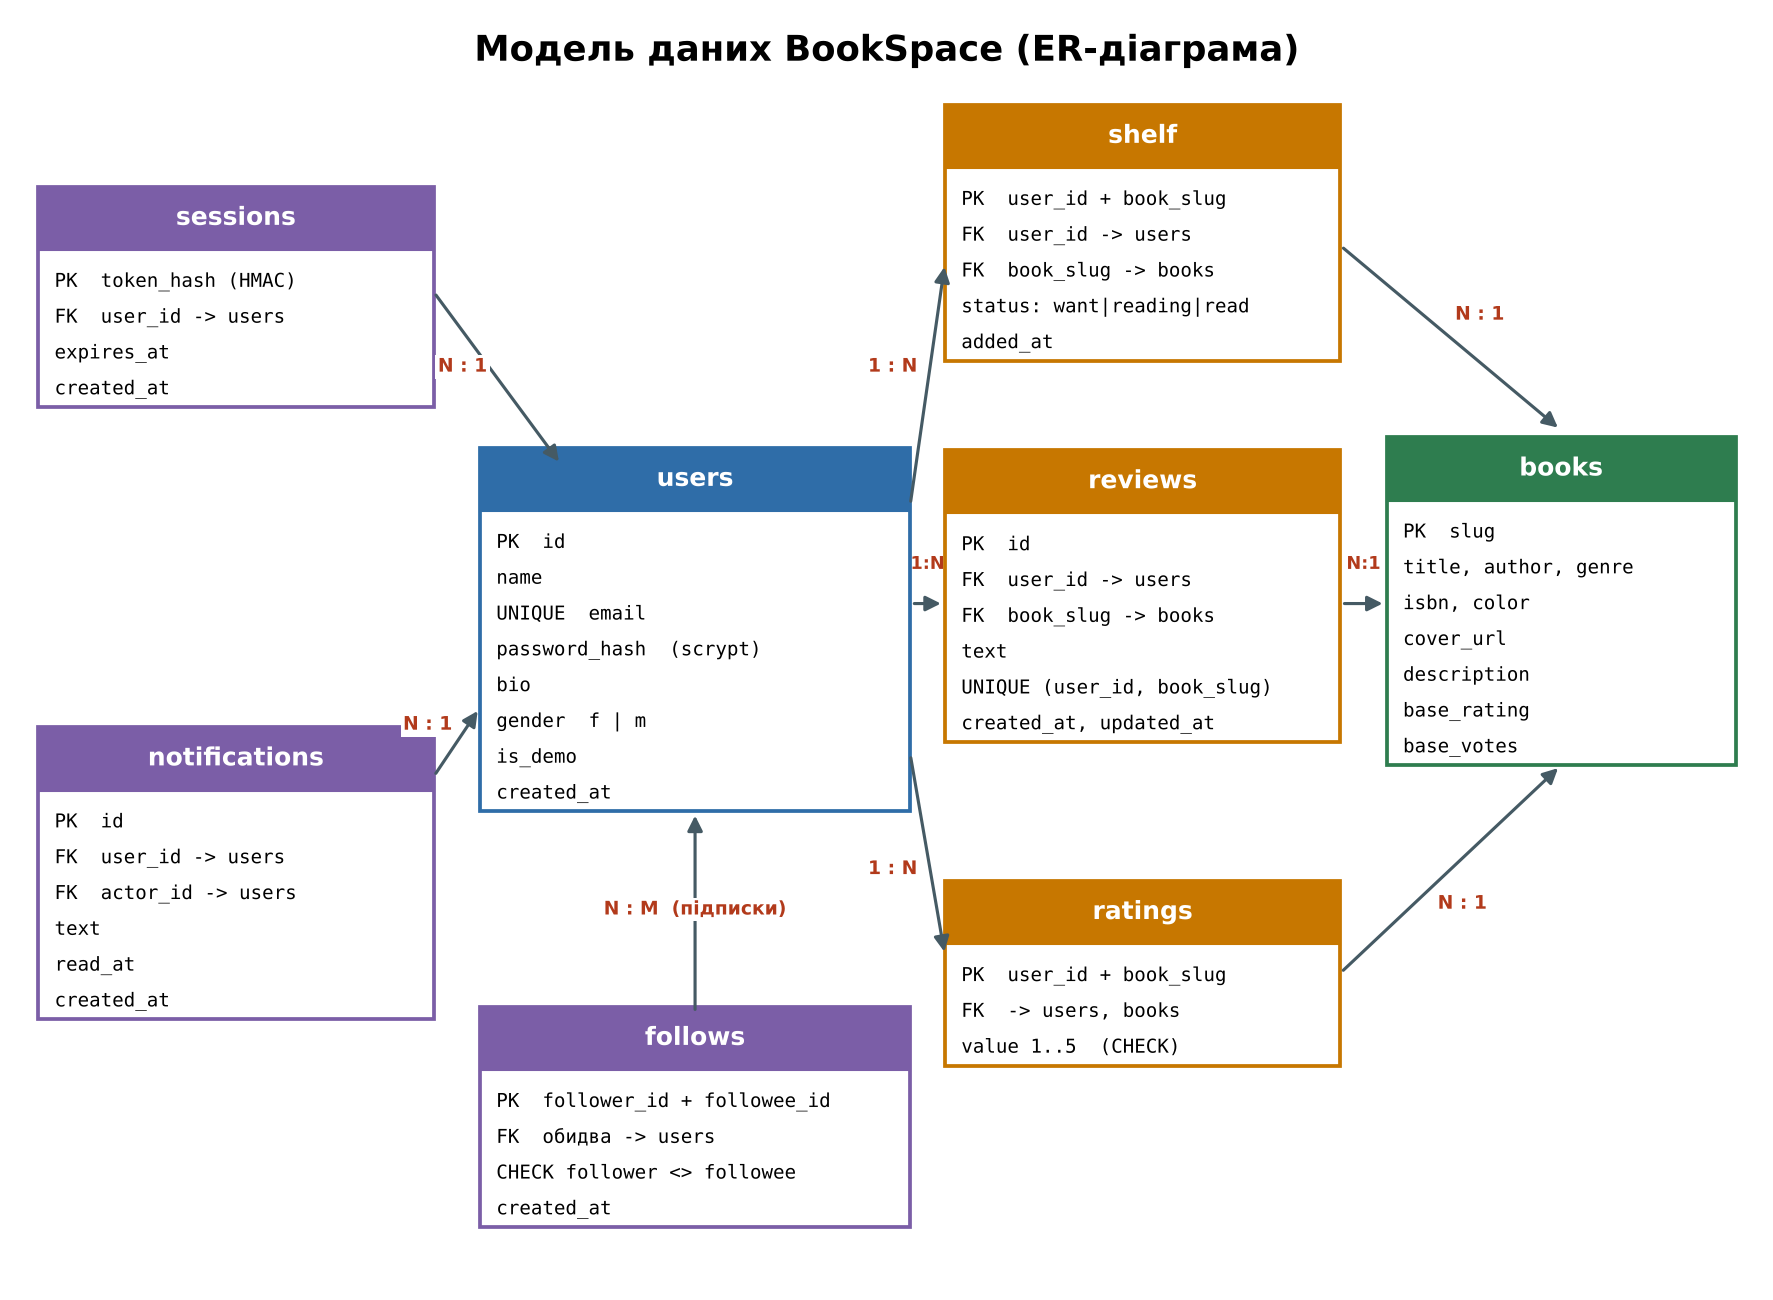 Модель даних BookSpace (ER-діаграма)
sessions
PK  token_hash (HMAC)
FK  user_id -> users
expires_at
created_at
N : 1
notifications
PK  id
FK  user_id -> users
FK  actor_id -> users
text
read_at
created_at
N : 1
users
PK  id
name
UNIQUE  email
password_hash  (scrypt)
bio
gender  f | m
is_demo
created_at
N : M  (підписки)
follows
PK  follower_id + followee_id
FK  обидва -> users
CHECK follower <> followee
created_at
1 : N
1:N
1 : N
shelf
PK  user_id + book_slug
FK  user_id -> users
FK  book_slug -> books
status: want|reading|read
added_at
reviews
PK  id
FK  user_id -> users
FK  book_slug -> books
text
UNIQUE (user_id, book_slug)
created_at, updated_at
ratings
PK  user_id + book_slug
FK  -> users, books
value 1..5  (CHECK)
N : 1
N:1
N : 1
books
PK  slug
title, author, genre
isbn, color
cover_url
description
base_rating
base_votes